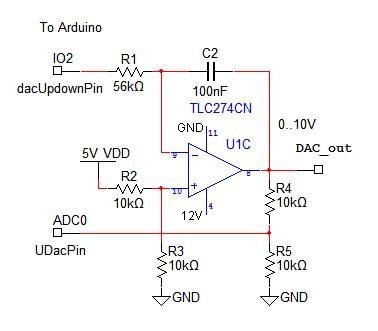 To Arduino
IO2
dacUpdownPin
R1
56kΩ
C2
100nF
TLC274CN
GND
11
U1C
9
8
10
4
12V
0..10V
DAC_out
5V VDD
R2
10kΩ
R4
10kΩ
ADC0
UDacPin
R3
10kΩ
R5
10kΩ
GND
GND